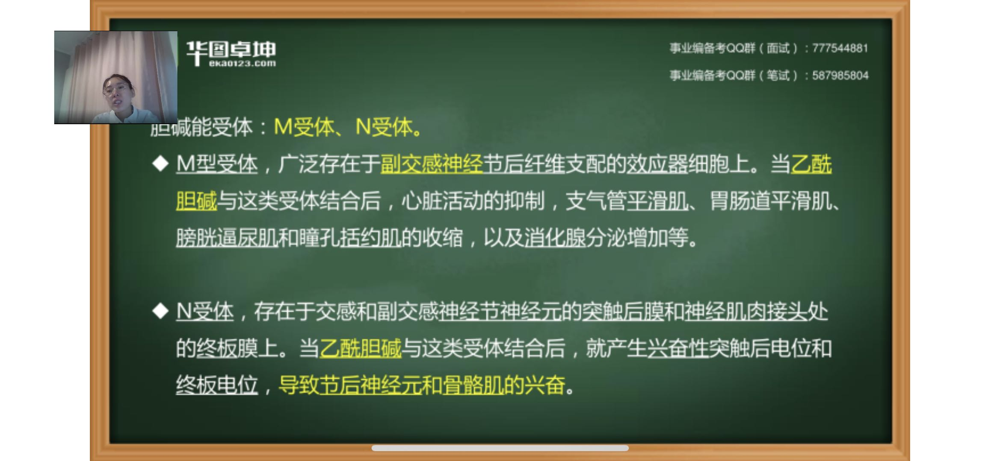 华图卓坤
eka0123.com
事业编备考QQ群（面试）：777544881
事业编备考QQ群（笔试）：587985804
胆碱能受体：M受体、N受体。
◆ M型受体，广泛存在于副交感神经节后纤维支配的效应器细胞上。当乙酰
胆碱与这类受体结合后，心脏活动的抑制，支气管平滑肌、胃肠道平滑肌、
膀胱逼尿肌和瞳孔括约肌的收缩，以及消化腺分泌增加等。
◆ N受体，存在于交感和副交感神经节神经元的突触后膜和神经肌肉接头处
的终板膜上。当乙酰胆碱与这类受体结合后，就产生兴奋性突触后电位和
终板电位，导致节后神经元和骨骼肌的兴奋。